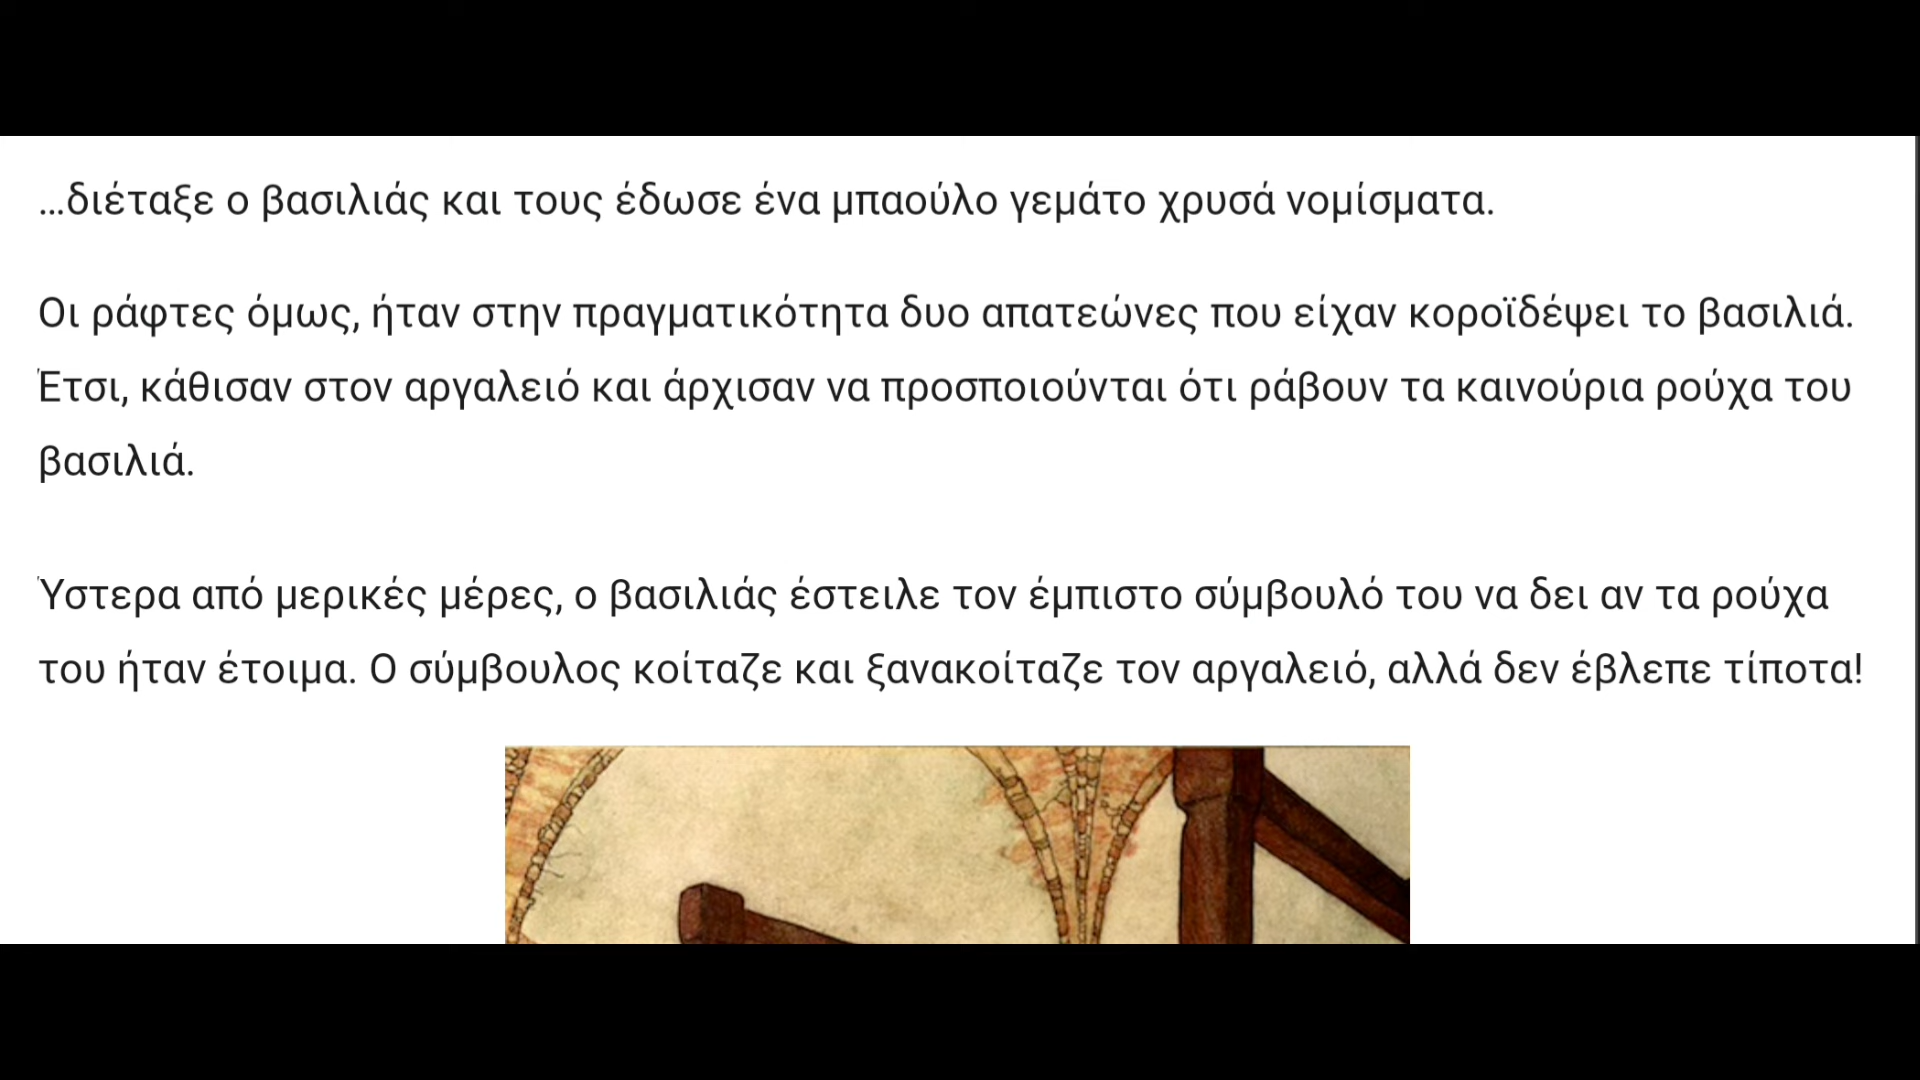 ...διέταξε ο βασιλιάς και τους έδωσε ένα μπαούλο γεμάτο χρυσά νομίσματα.
Οι ράφτες όμως, ήταν στην πραγματικότητα δυο απατεώνες που είχαν κοροϊδέψει το βασιλιά.
Έτσι, κάθισαν στον αργαλειό και άρχισαν να προσποιούνται ότι ράβουν τα καινούρια ρούχα του
βασιλιά.
Ύστερα από μερικές μέρες, ο βασιλιάς έστειλε τον έμπιστο σύμβουλό του να δει αν τα ρούχα
του ήταν έτοιμα. Ο σύμβουλος κοίταζε και ξανακοίταζε τον αργαλειό, αλλά δεν έβλεπε τίποτα!